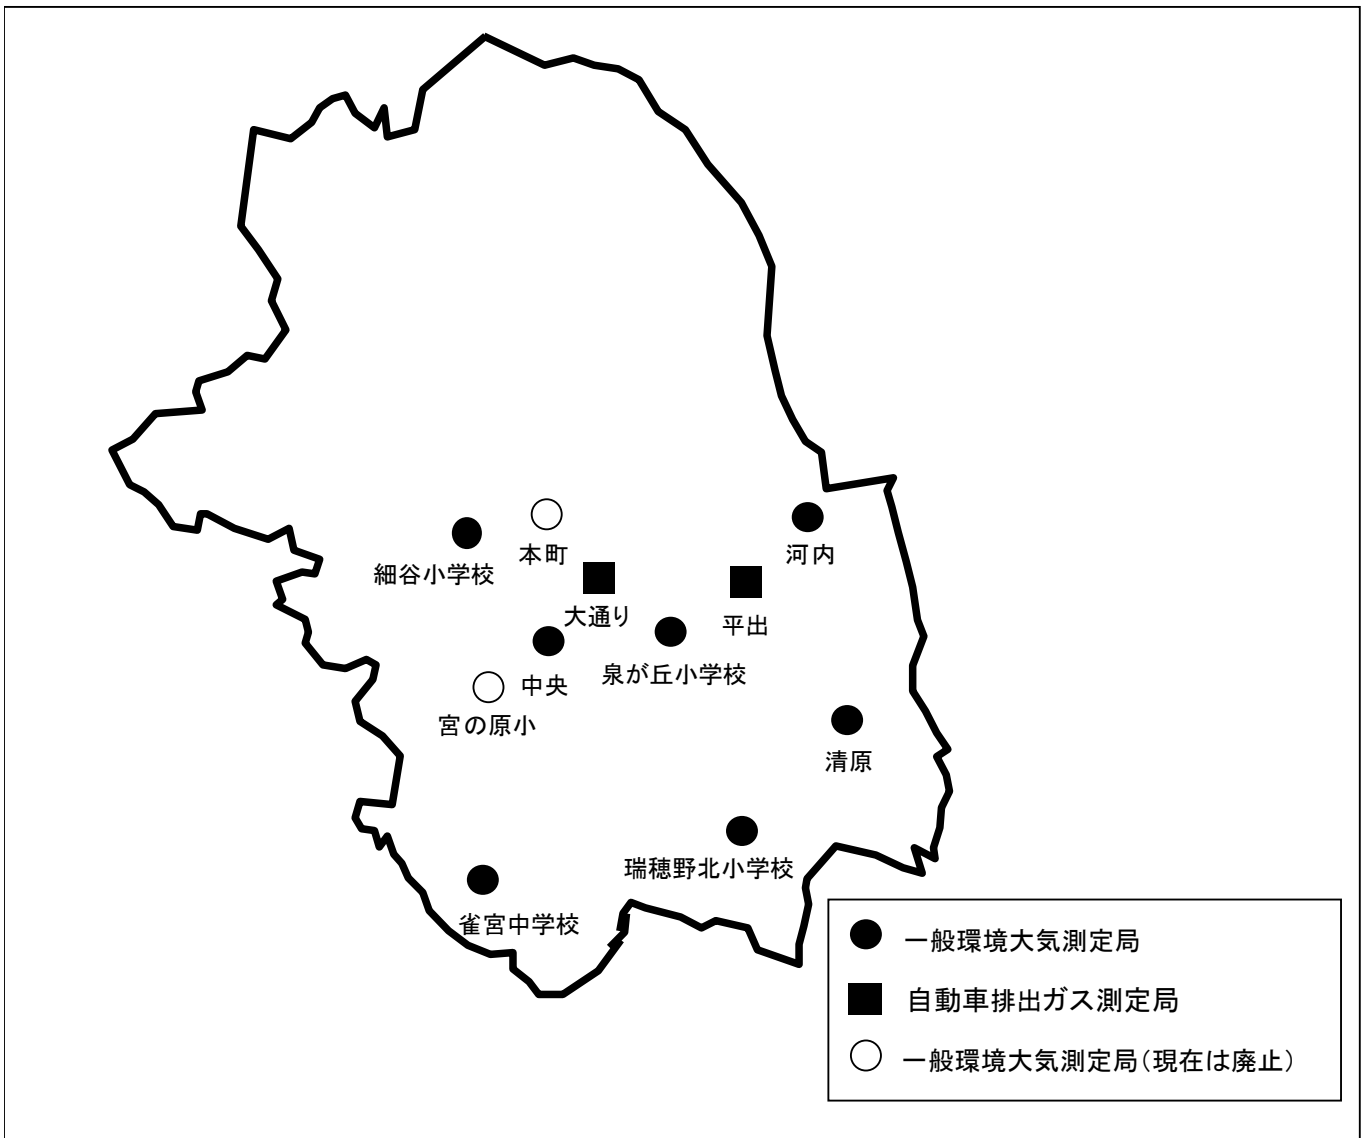 本町
河内
細谷小学校
大通り
平出
泉が丘小学校
中央
宮の原小
清原
瑞穂野北小学校
雀宮中学校
一般環境大気測定局
自動車排出ガス測定局
一般環境大気測定局(現在は廃止)